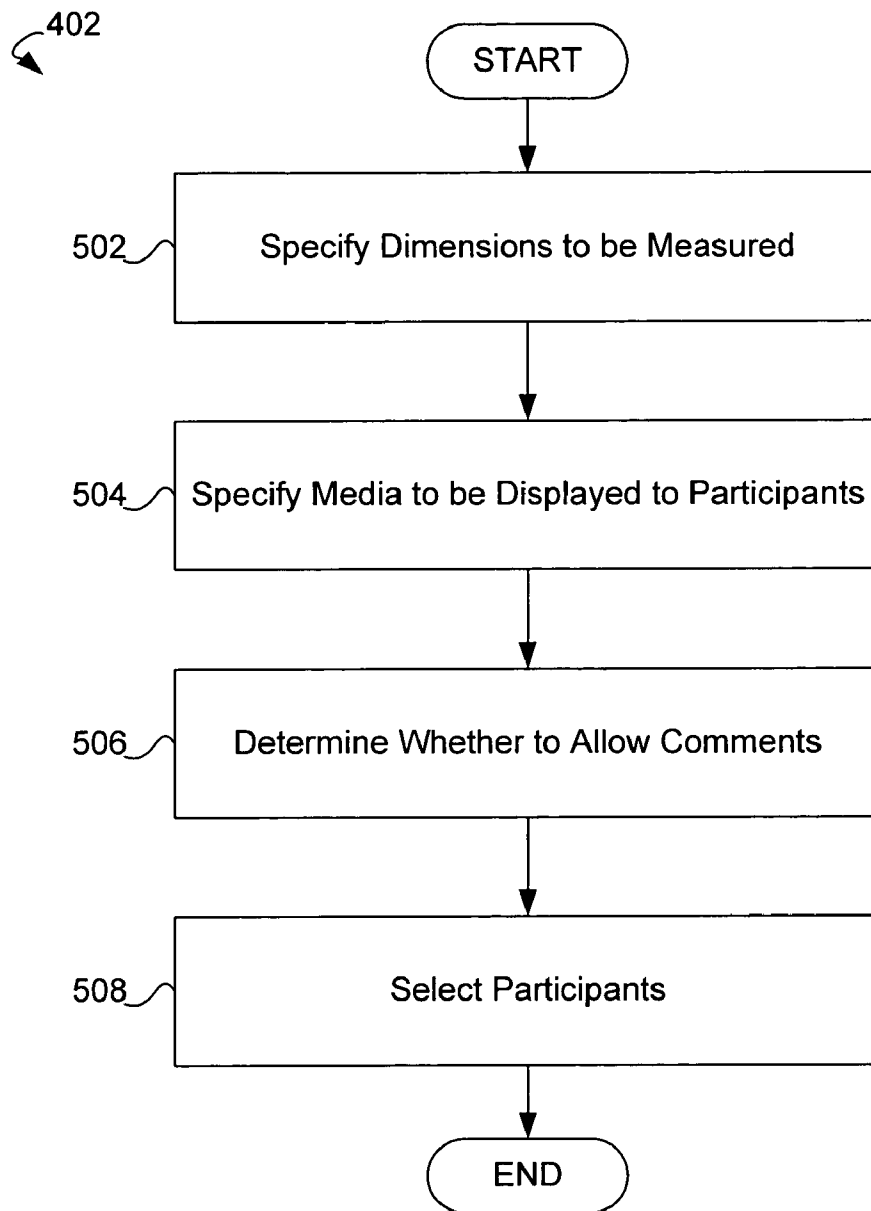 402
START
502
Specify Dimensions to be Measured
504
Specify Media to be Displayed to Participants
506
Determine Whether to Allow Comments
508
Select Participants
END